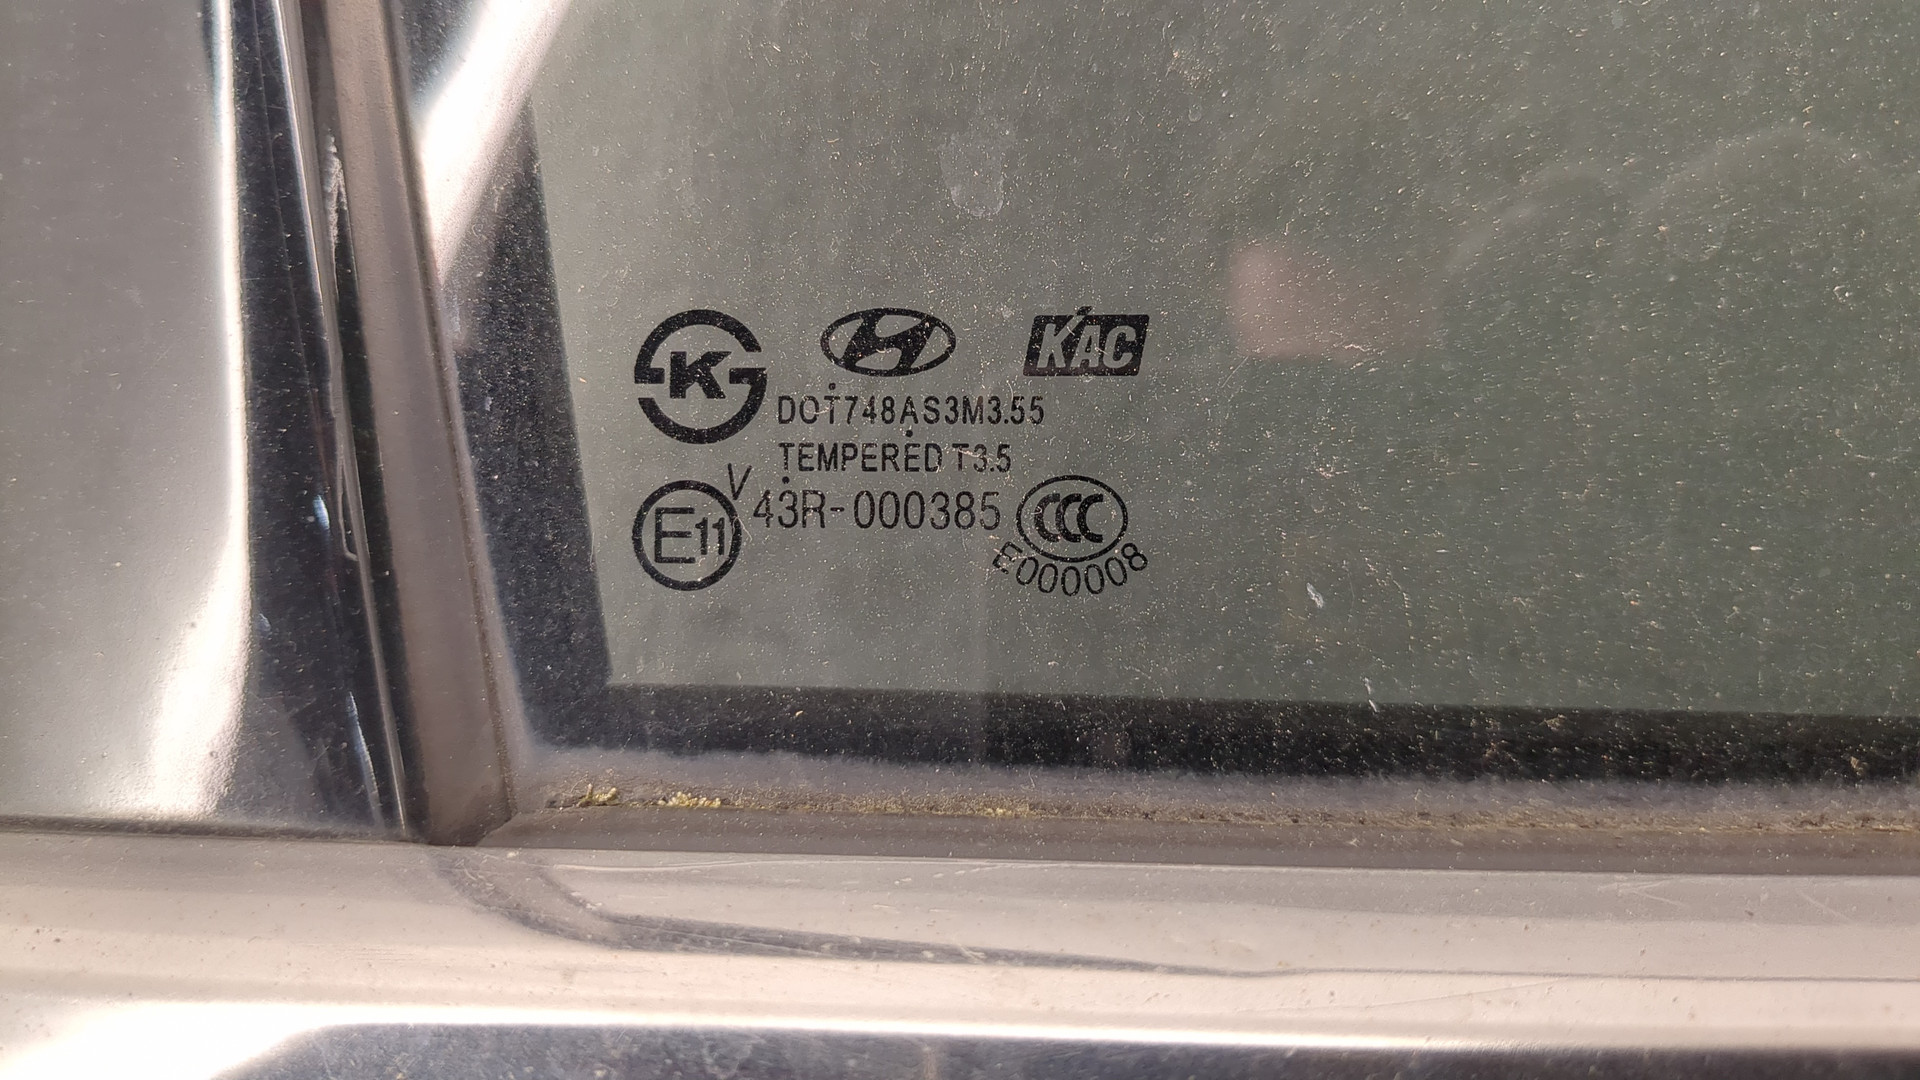 K KAC
DOT748AS3M3.55
TEMPERED T3.5
E11 V 43R-000385 CCC
E000008